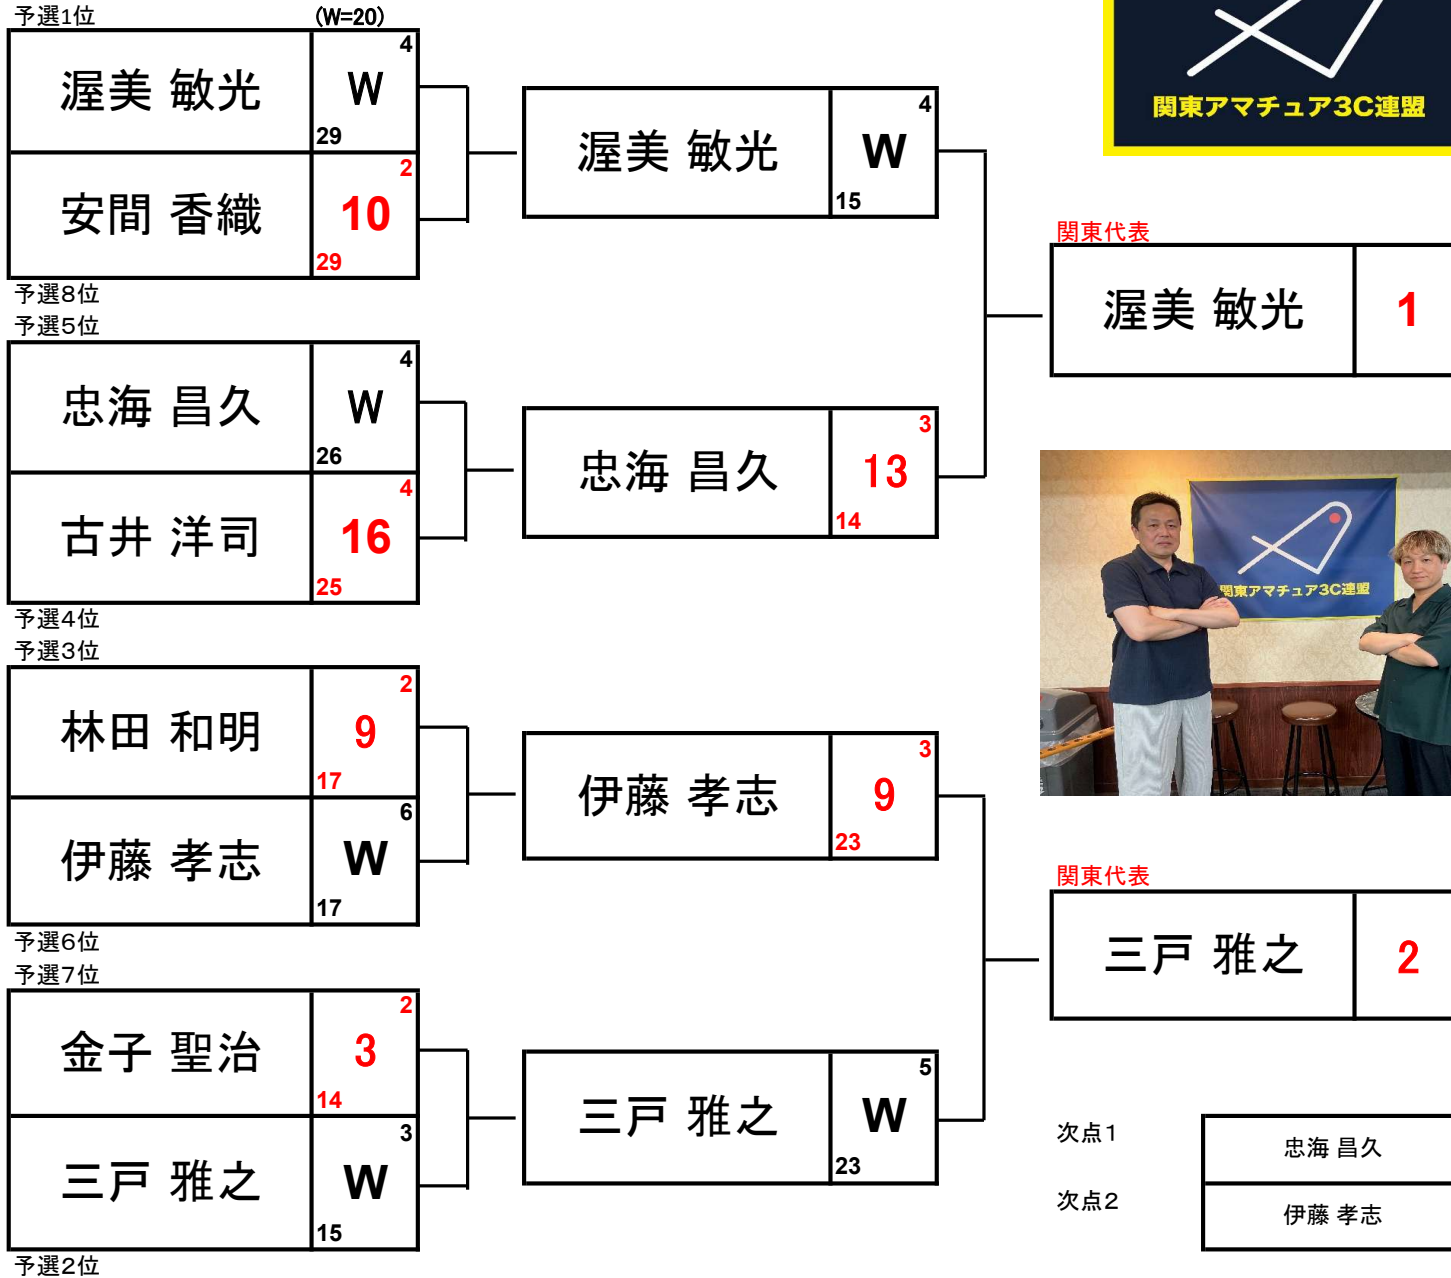 予選1位
(W=20)
渥美 敏光
4
W
29
安間 香織
2
10
29
予選8位
予選5位
忠海 昌久
4
W
26
古井 洋司
4
16
25
予選4位
予選3位
林田 和明
2
9
17
伊藤 孝志
6
W
17
予選6位
予選7位
金子 聖治
2
3
14
三戸 雅之
3
W
15
予選2位
渥美 敏光
4
W
15
忠海 昌久
3
13
14
伊藤 孝志
3
9
23
三戸 雅之
5
W
23
関東アマチュア3C連盟
関東代表
渥美 敏光
1
関東アマチュア3C連盟
関東代表
三戸 雅之
2
次点1
忠海 昌久
次点2
伊藤 孝志